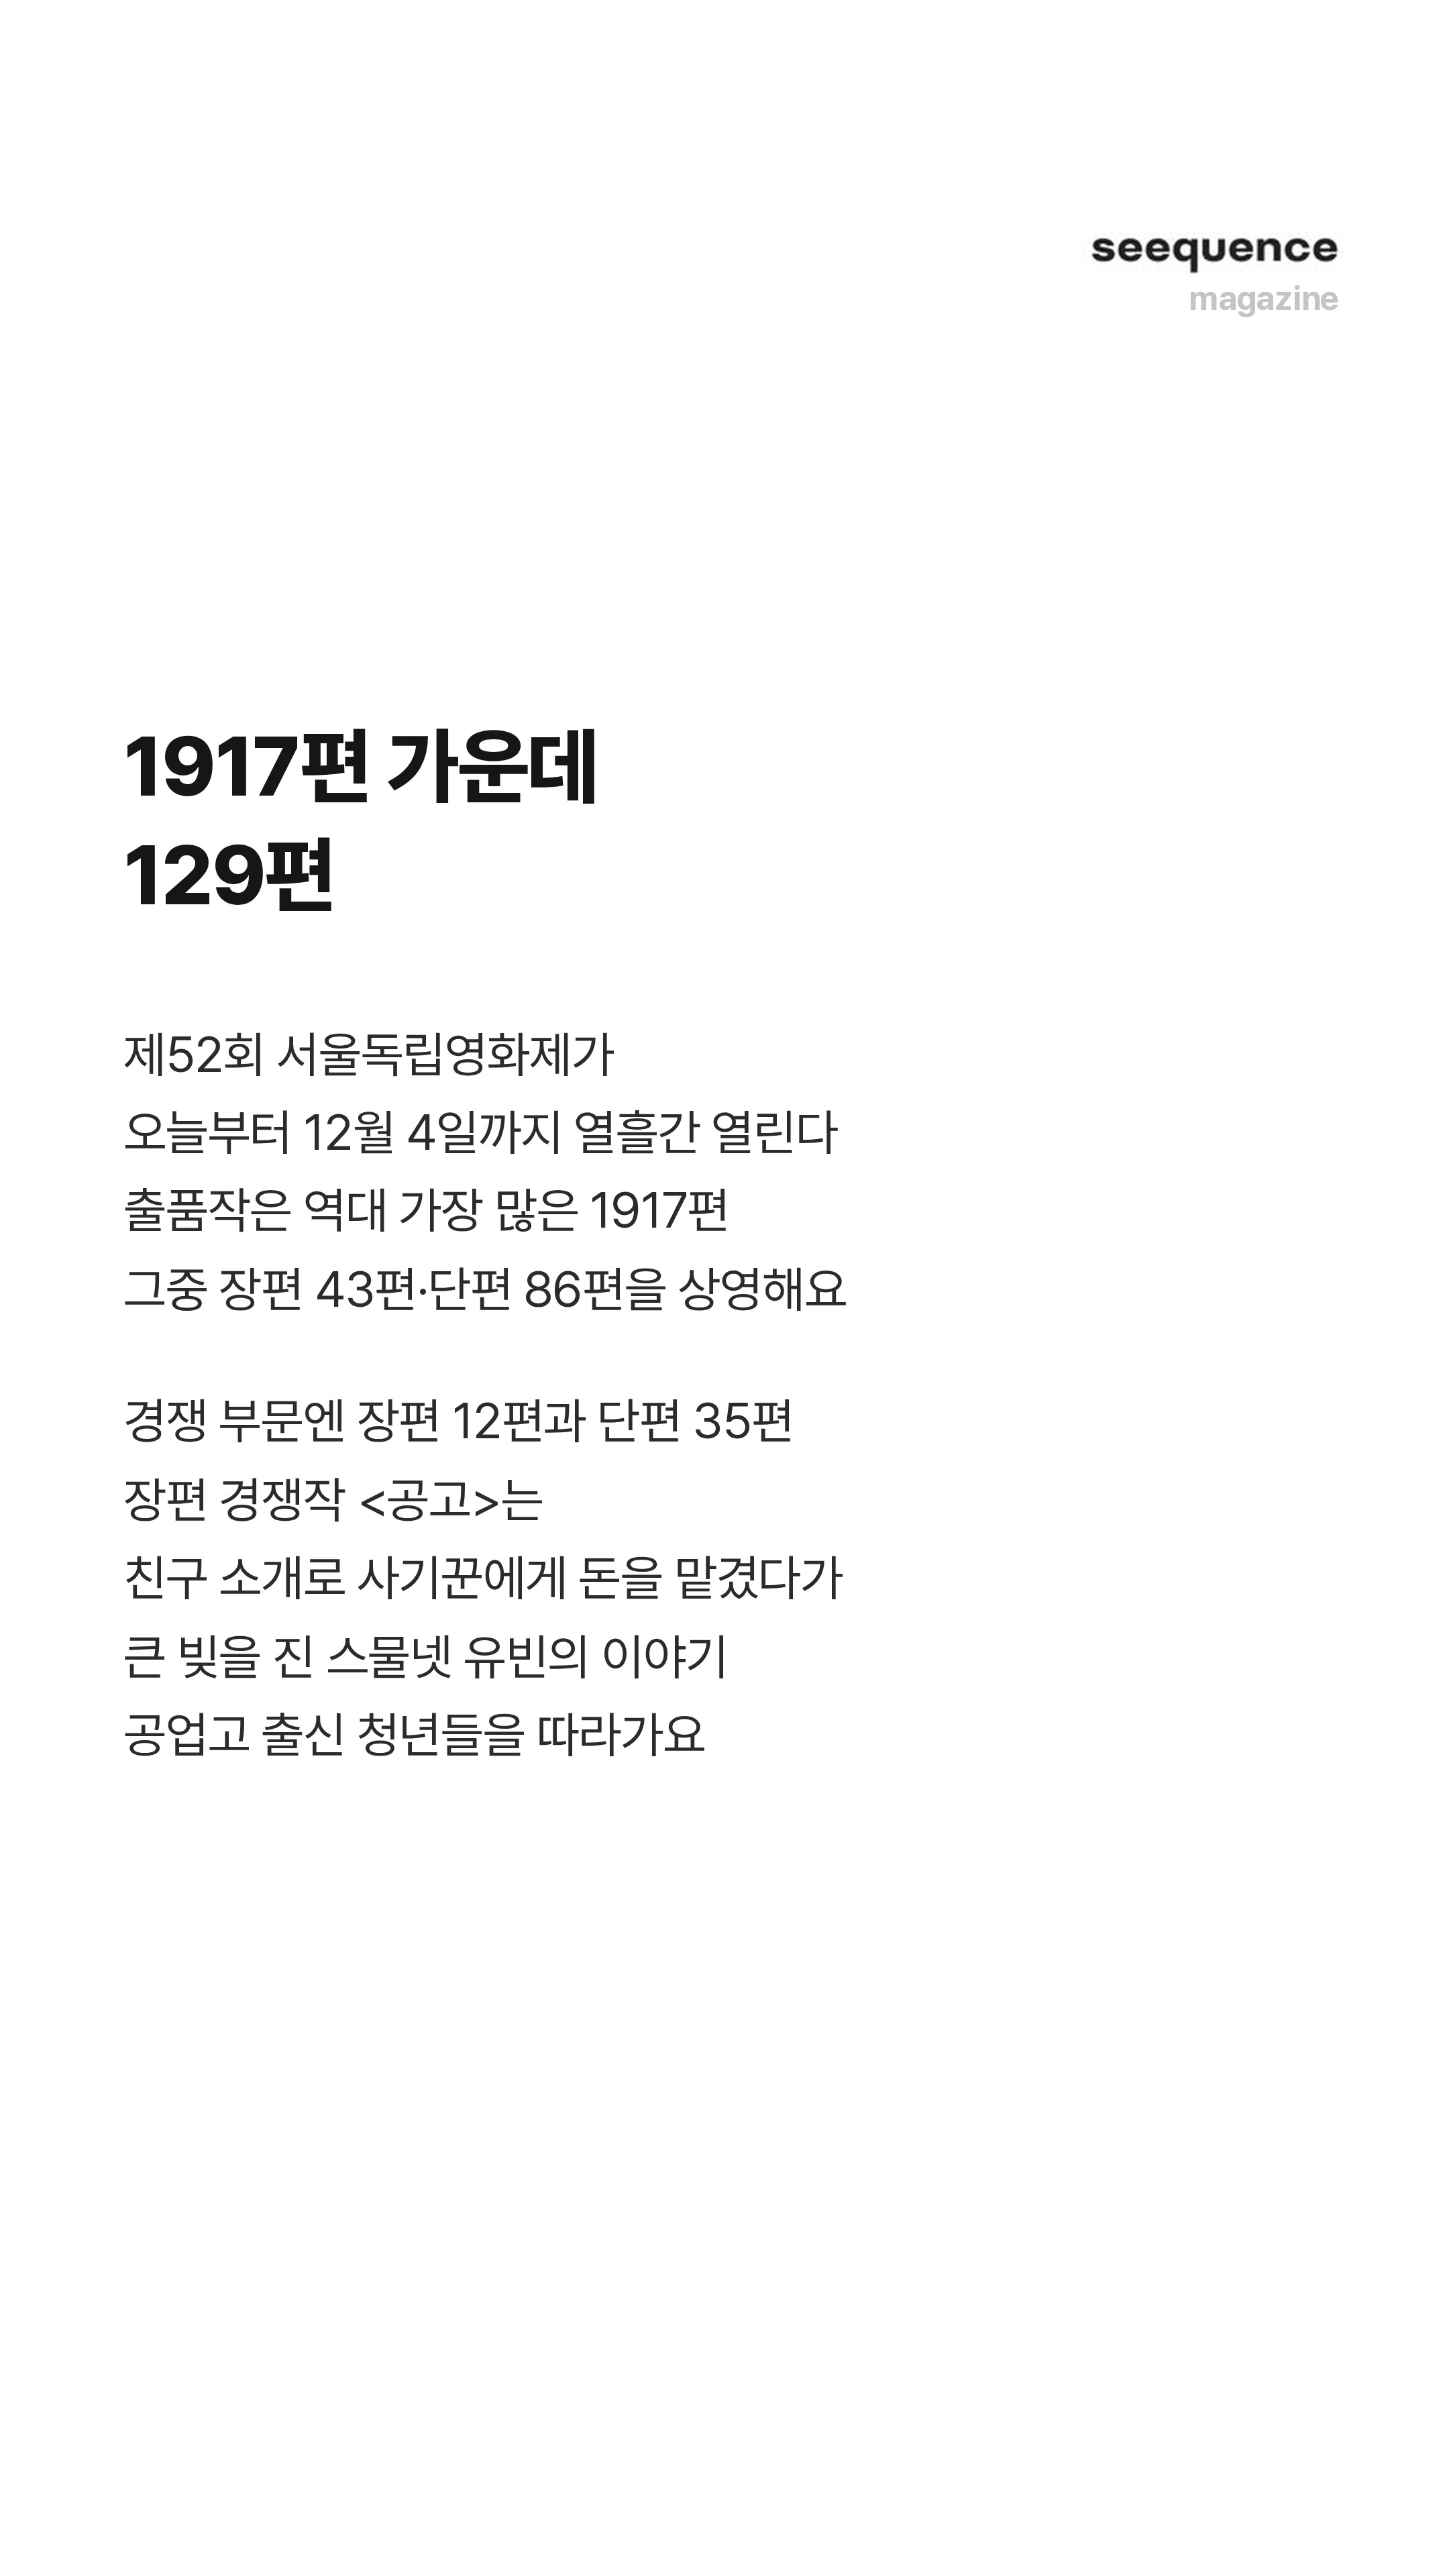 seequence
magazine
1917편 가운데
129편
제52회 서울독립영화제가
오늘부터 12월 4일까지 열흘간 열린다
출품작은 역대 가장 많은 1917편
그중 장편 43편·단편 86편을 상영해요
경쟁 부문엔 장편 12편과 단편 35편
장편 경쟁작 <공고>는
친구 소개로 사기꾼에게 돈을 맡겼다가
큰 빚을 진 스물넷 유빈의 이야기
공업고 출신 청년들을 따라가요